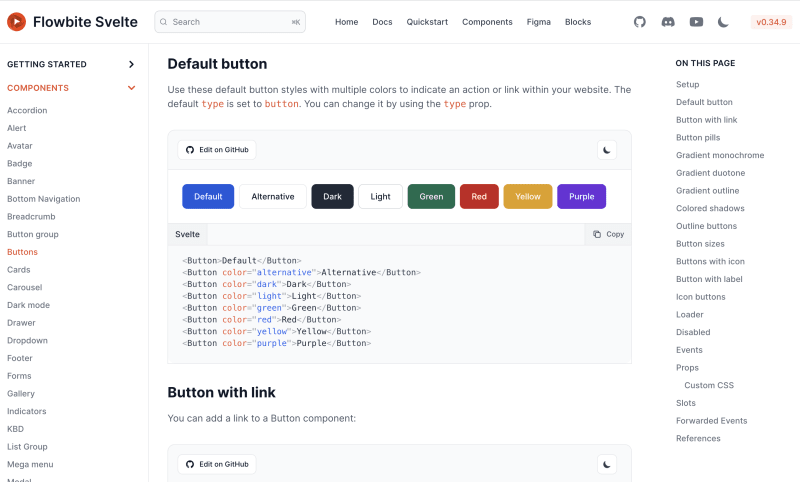 Flowbite Svelte
Search
⌘K
Home
Docs
Quickstart
Components
Figma
Blocks
v0.34.9
GETTING STARTED
COMPONENTS
Accordion
Alert
Avatar
Badge
Banner
Bottom Navigation
Breadcrumb
Button group
Buttons
Cards
Carousel
Dark mode
Drawer
Dropdown
Footer
Forms
Gallery
Indicators
KBD
List Group
Mega menu
Modal
Default button
Use these default button styles with multiple colors to indicate an action or link within your website. The
default type is set to button. You can change it by using the type prop.
Edit on GitHub
Default
Alternative
Dark
Light
Green
Red
Yellow
Purple
Svelte
Copy
<Button>Default</Button>
<Button color="alternative">Alternative</Button>
<Button color="dark">Dark</Button>
<Button color="light">Light</Button>
<Button color="green">Green</Button>
<Button color="red">Red</Button>
<Button color="yellow">Yellow</Button>
<Button color="purple">Purple</Button>
Button with link
You can add a link to a Button component:
Edit on GitHub
ON THIS PAGE
Setup
Default button
Button with link
Button pills
Gradient monochrome
Gradient duotone
Gradient outline
Colored shadows
Outline buttons
Button sizes
Buttons with icon
Button with label
Icon buttons
Loader
Disabled
Events
Props
Custom CSS
Slots
Forwarded Events
References